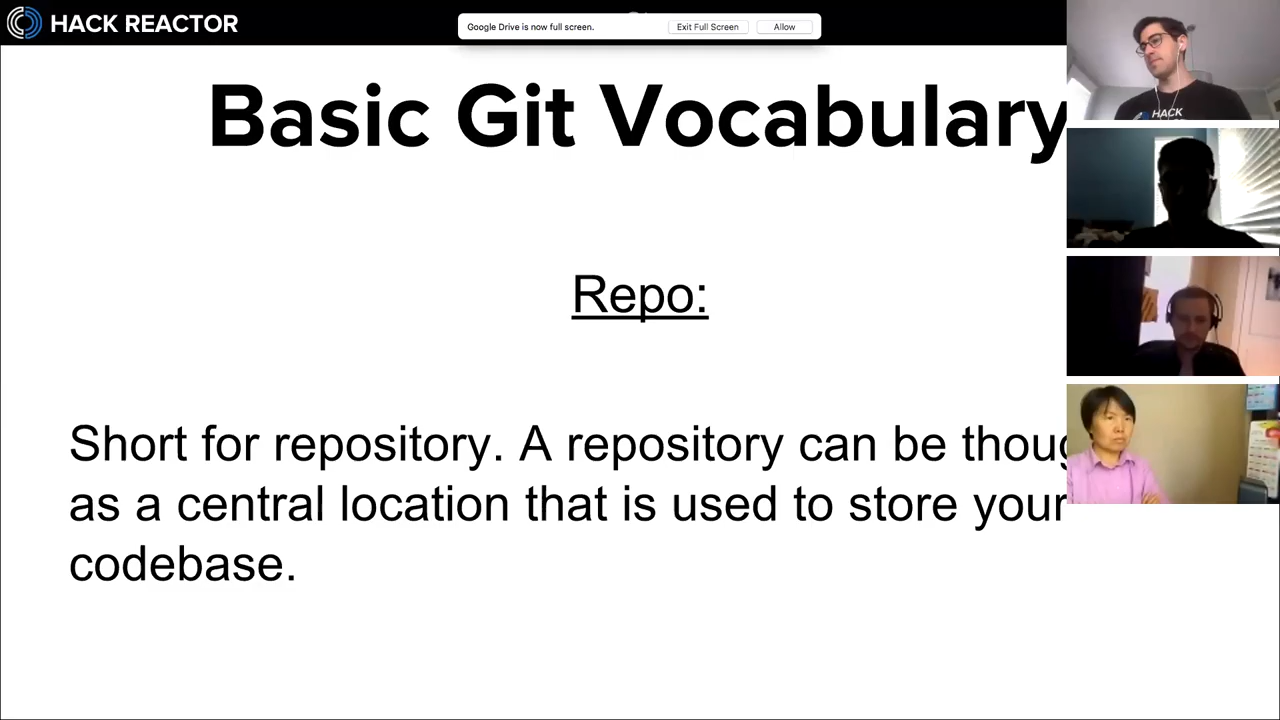 HACK REACTOR
Google Drive is now full screen.
Exit Full Screen
Allow
Basic Git Vocabulary
HACK
Repo:
Short for repository. A repository can be
as a central location that is used to store your
codebase.